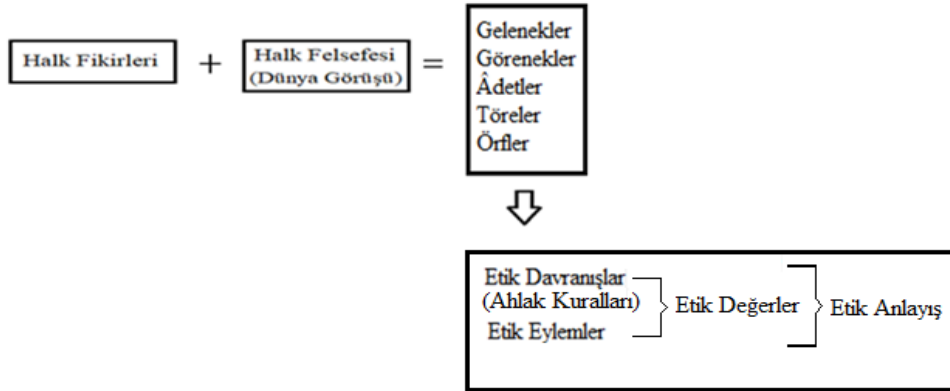 Halk Fikirleri + Halk Felsefesi (Dünya Görüşü) =
Gelenekler
Görenekler
Âdetler
Töreler
Örfler
Etik Davranışlar
(Ahlak Kuralları)
Etik Eylemler
Etik Değerler
Etik Anlayış